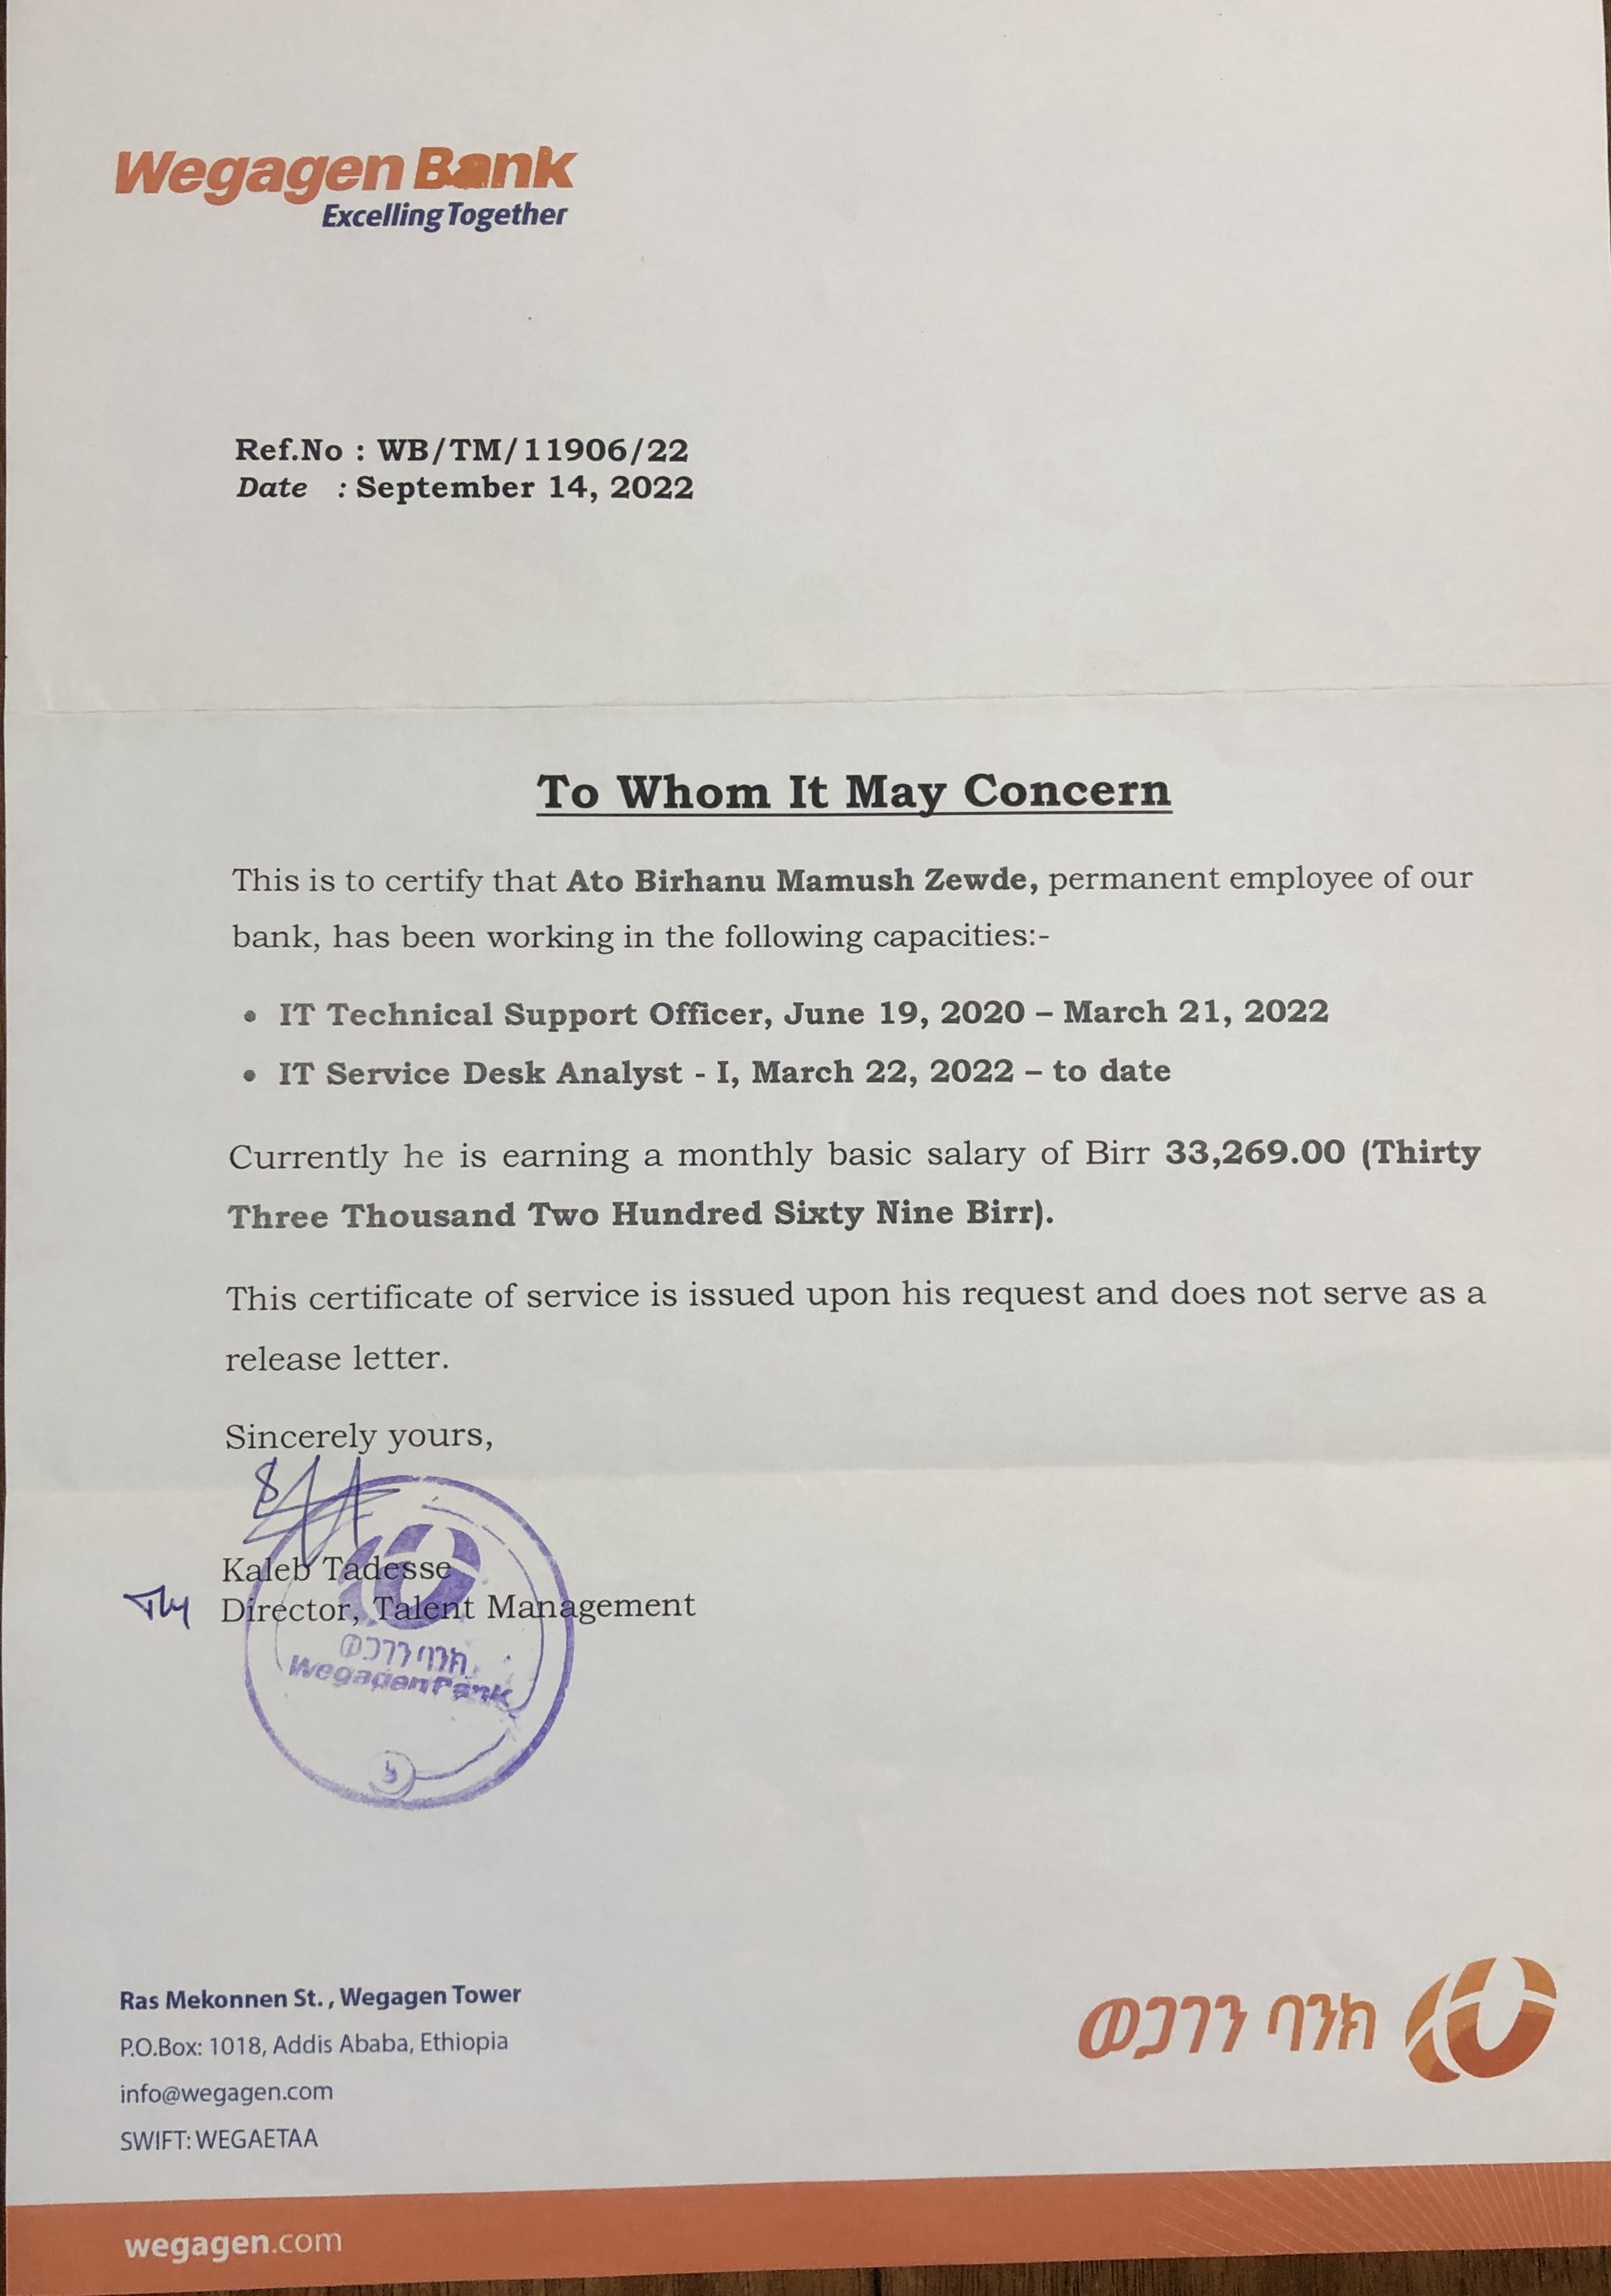 Wegagen Bank
Excelling Together
Ref.No : WB/TM/11906/22
Date : September 14, 2022
To Whom It May Concern
This is to certify that Ato Birhanu Mamush Zewde, permanent employee of our
bank, has been working in the following capacities:-
• IT Technical Support Officer, June 19, 2020 – March 21, 2022
• IT Service Desk Analyst - I, March 22, 2022 – to date
Currently he is earning a monthly basic salary of Birr 33,269.00 (Thirty
Three Thousand Two Hundred Sixty Nine Birr).
This certificate of service is issued upon his request and does not serve as a
release letter.
Sincerely yours,
Kaleb Tadesse
Director, Talent Management
ወጋገን ባንክ
Wegagen Bank
Ras Mekonnen St., Wegagen Tower
P.O.Box: 1018, Addis Ababa, Ethiopia
info@wegagen.com
SWIFT: WEGAETAA
ወጋገን ባንክ
wegagen.com